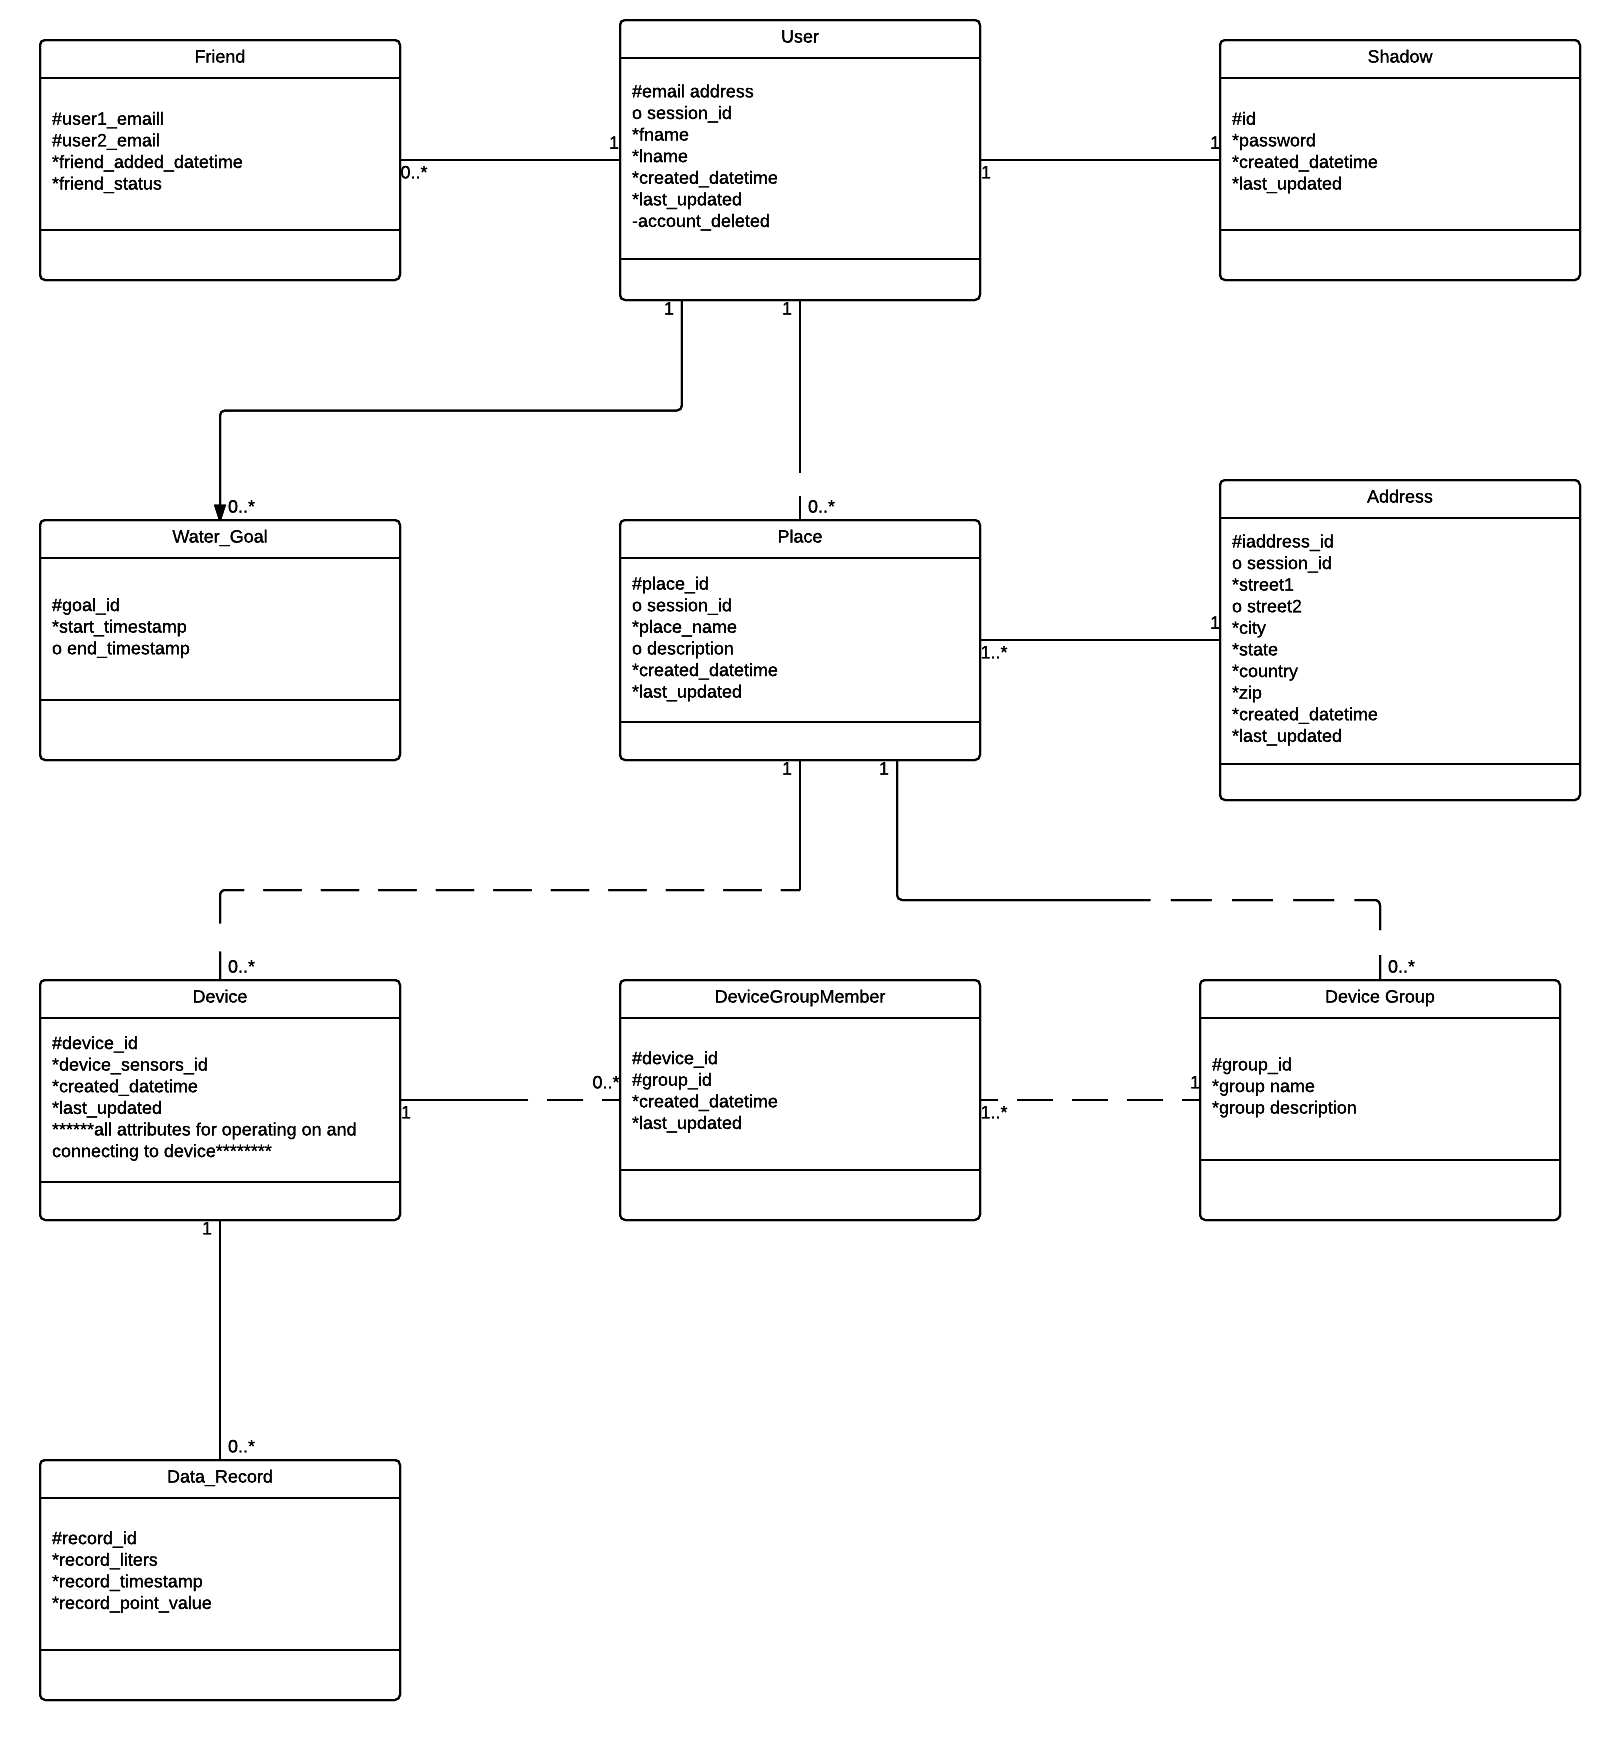 Friend
#user1_emaill
#user2_email
*friend_added_datetime
*friend_status
0..*
1
User
#email address
o session_id
*fname
*lname
*created_datetime
*last_updated
-account_deleted
1
1
Shadow
#id
*password
*created_datetime
*last_updated
1
1
0..*
0..*
Water_Goal
#goal_id
*start_timestamp
o end_timestamp
Place
#place_id
o session_id
*place_name
o description
*created_datetime
*last_updated
1..*
1
Address
#iaddress_id
o session_id
*street1
o street2
*city
*state
*country
*zip
*created_datetime
*last_updated
1
1
0..*
0..*
Device
#device_id
*device_sensors_id
*created_datetime
*last_updated
******all attributes for operating on and
connecting to device********
1
0..*
DeviceGroupMember
#device_id
#group_id
*created_datetime
*last_updated
1..*
1
Device Group
#group_id
*group name
*group description
1
0..*
Data_Record
#record_id
*record_liters
*record_timestamp
*record_point_value